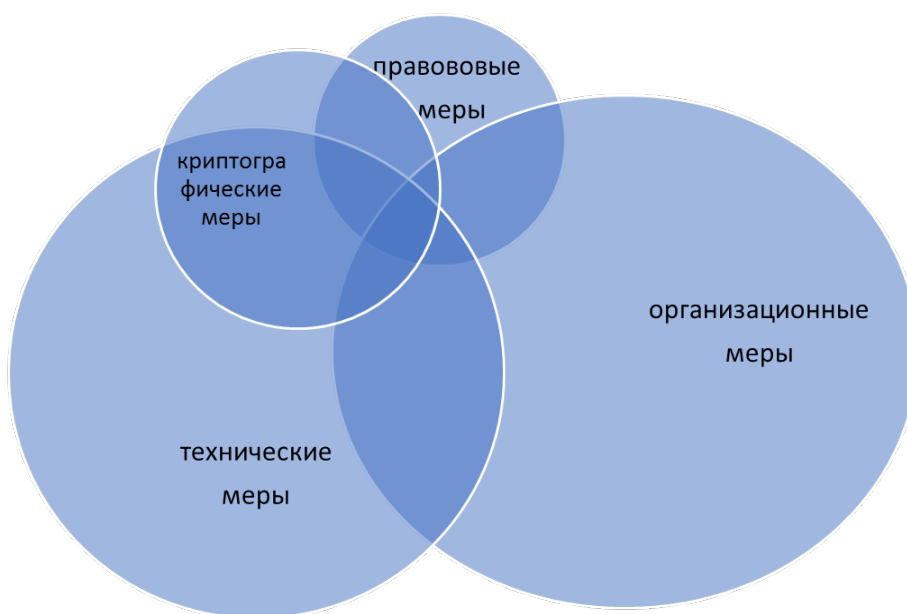 правововые
меры
криптогра
фические
меры
организационные
меры
технические
меры